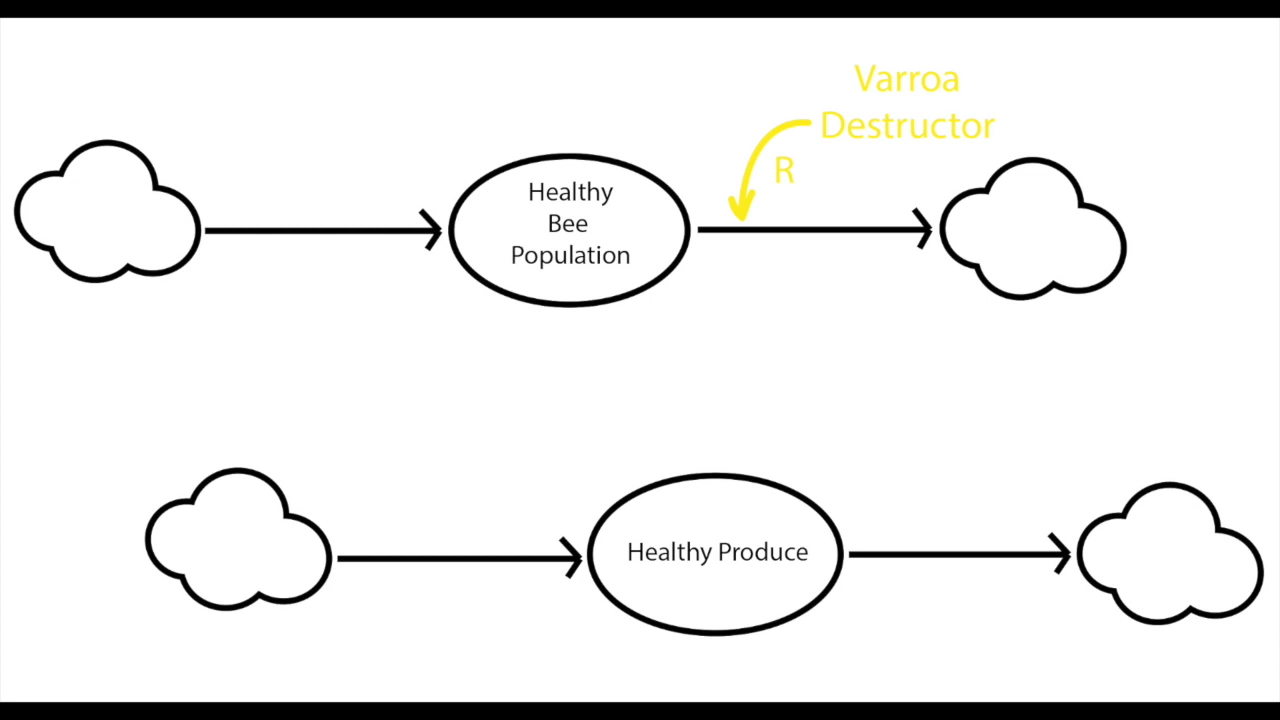 Varroa
Destructor
R
Healthy
Bee
Population
Healthy Produce